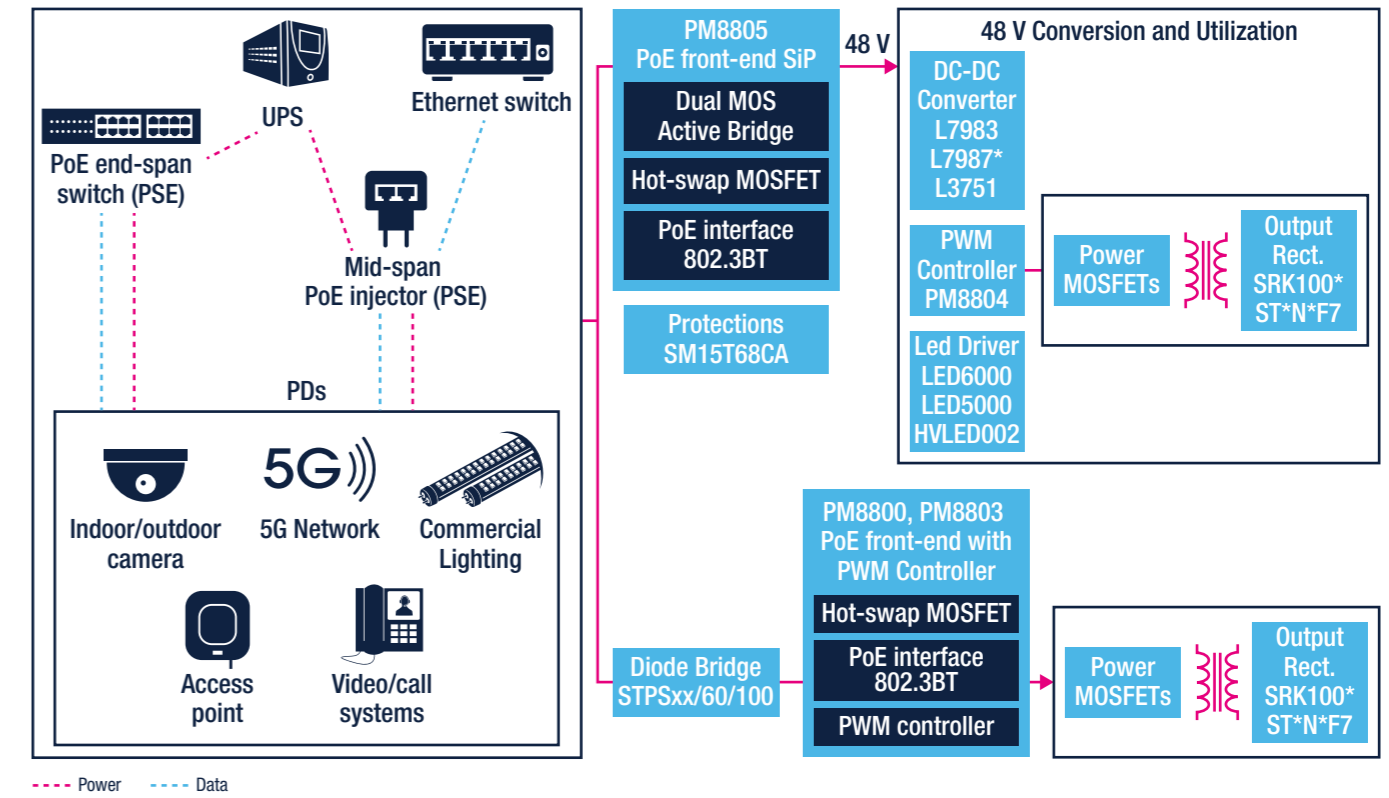 UPS
Ethernet switch
PoE end-span
switch (PSE)
Mid-span
PoE injector (PSE)
PDs
Indoor/outdoor
camera
5G
5G Network
Commercial
Lighting
Access
point
Video/call
systems
Power
Data
PM8805
PoE front-end SiP
Dual MOS
Active Bridge
Hot-swap MOSFET
PoE interface
802.3BT
Protections
SM15T68CA
48 V
48 V Conversion and Utilization
DC-DC
Converter
L7983
L7987*
L3751
PWM
Controller
PM8804
Power
MOSFETs
Output
Rect.
SRK100*
ST*N*F7
Led Driver
LED6000
LED5000
HVLED002
Diode Bridge
STPSxx/60/100
PM8800, PM8803
PoE front-end with
PWM Controller
Hot-swap MOSFET
PoE interface
802.3BT
PWM controller
Power
MOSFETs
Output
Rect.
SRK100*
ST*N*F7